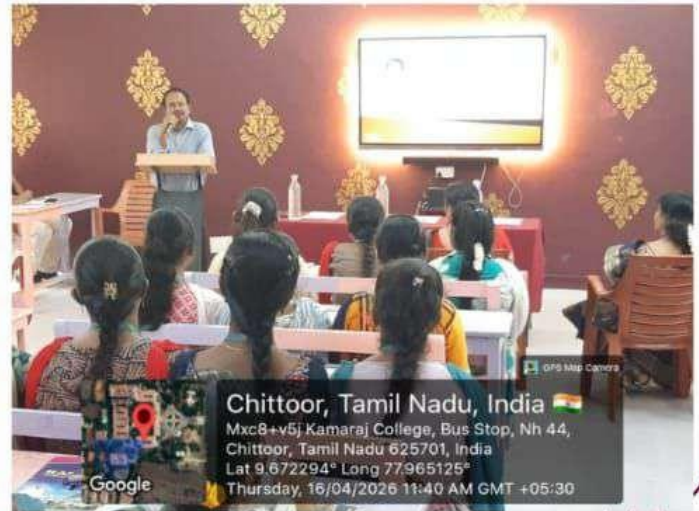 GPS Map Camera
Chittoor, Tamil Nadu, India 🇮🇳
Mxc8+v5j Kamaraj College, Bus Stop, Nh 44,
Chittoor, Tamil Nadu 625701, India
Lat 9.672294° Long 77.965125°
Thursday, 16/04/2026 11:40 AM GMT +05:30
Google